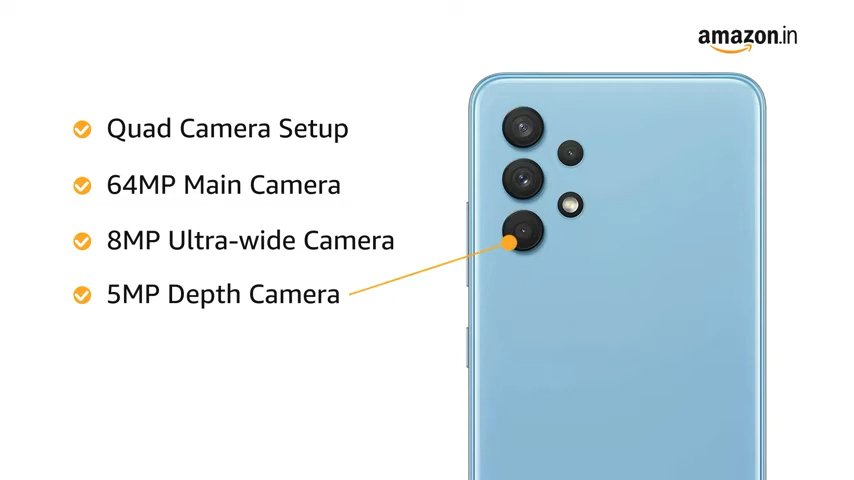 amazon.in
Quad Camera Setup
64MP Main Camera
8MP Ultra-wide Camera
5MP Depth Camera